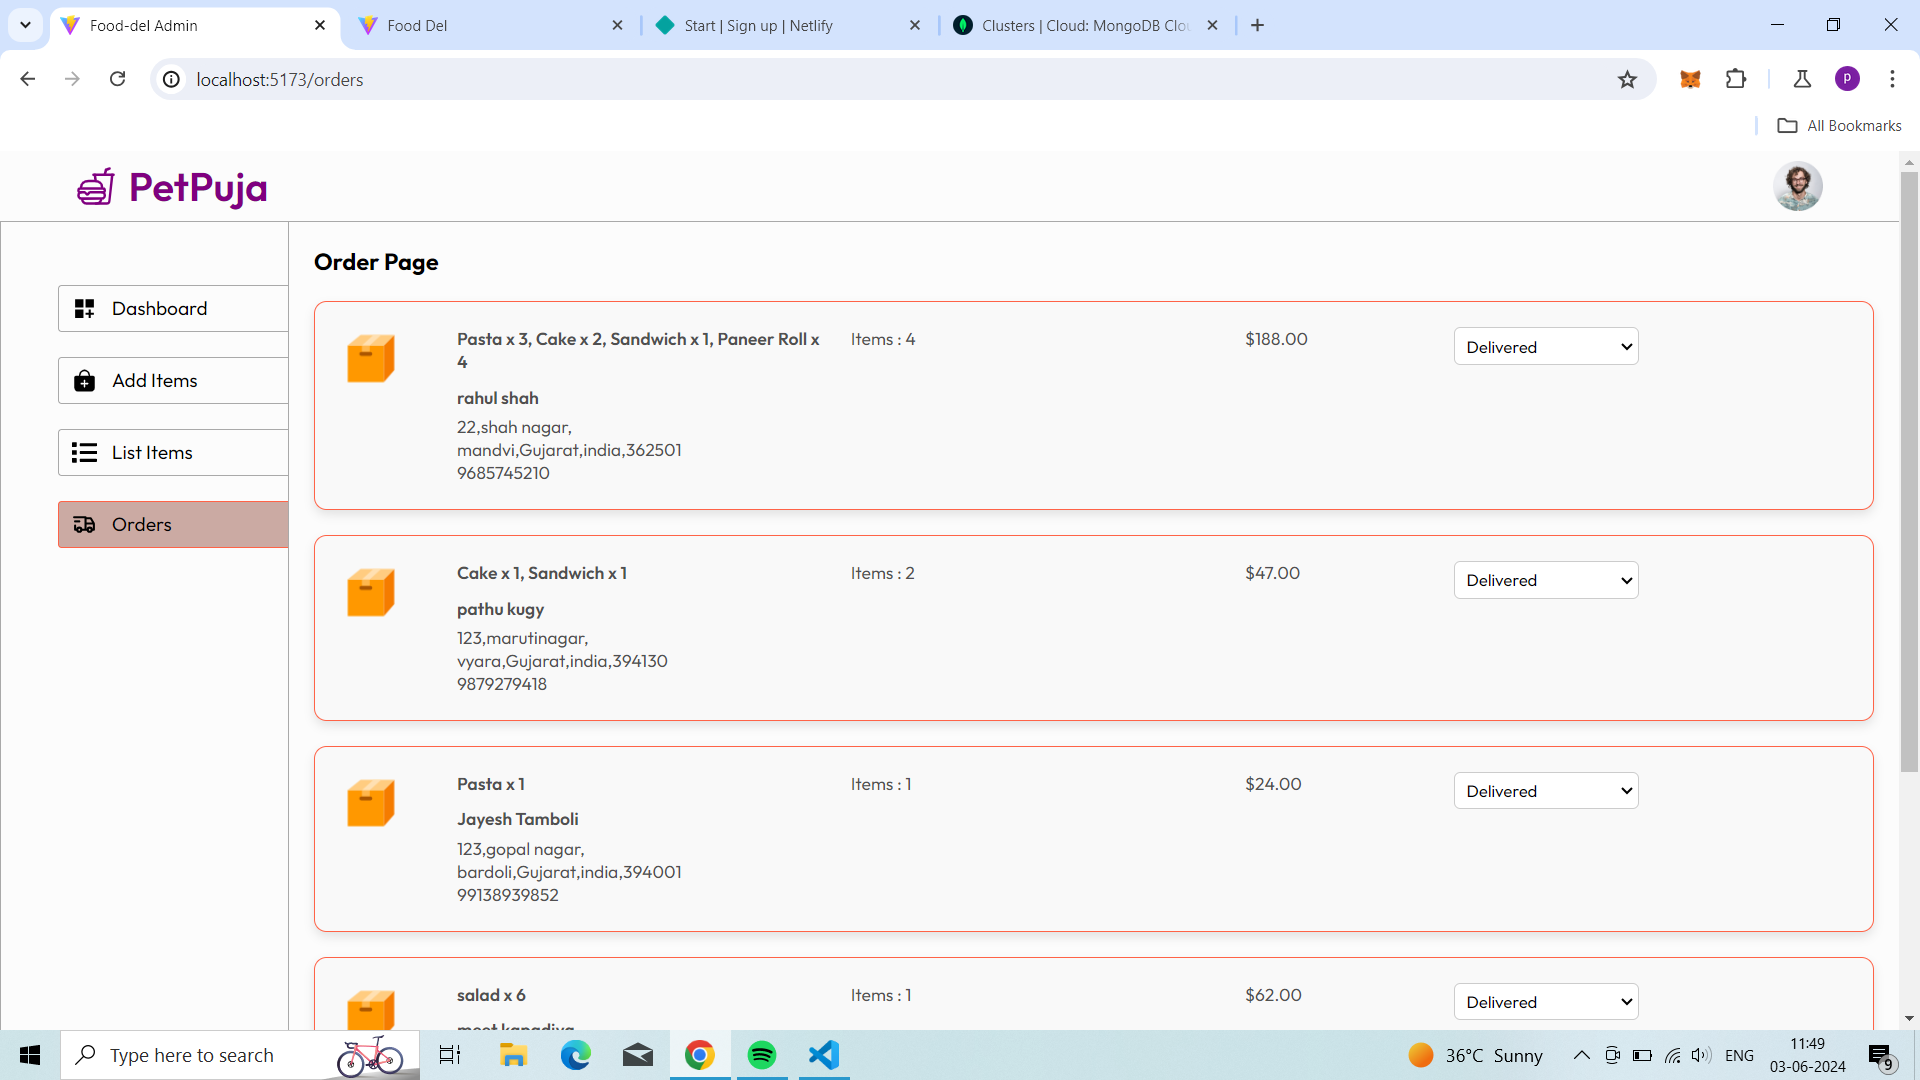 Food-del Admin
Food Del
Start | Sign up | Netlify
Clusters | Cloud: MongoDB Clo
localhost:5173/orders
P
All Bookmarks
PetPuja
Order Page
Dashboard
Add Items
List Items
Orders
Pasta x 3, Cake x 2, Sandwich x 1, Paneer Roll x
4
rahul shah
22,shah nagar,
mandvi,Gujarat,india,362501
9685745210
Items : 4
$188.00
Delivered
Cake x 1, Sandwich x 1
pathu kugy
123,marutinagar,
vyara,Gujarat,india,394130
9879279418
Items : 2
$47.00
Delivered
Pasta x 1
Jayesh Tamboli
123,gopal nagar,
bardoli,Gujarat,india,394001
99138939852
Items : 1
$24.00
Delivered
salad x 6
Items : 1
$62.00
Delivered
Type here to search
36°C Sunny
ENG
11:49
03-06-2024
9